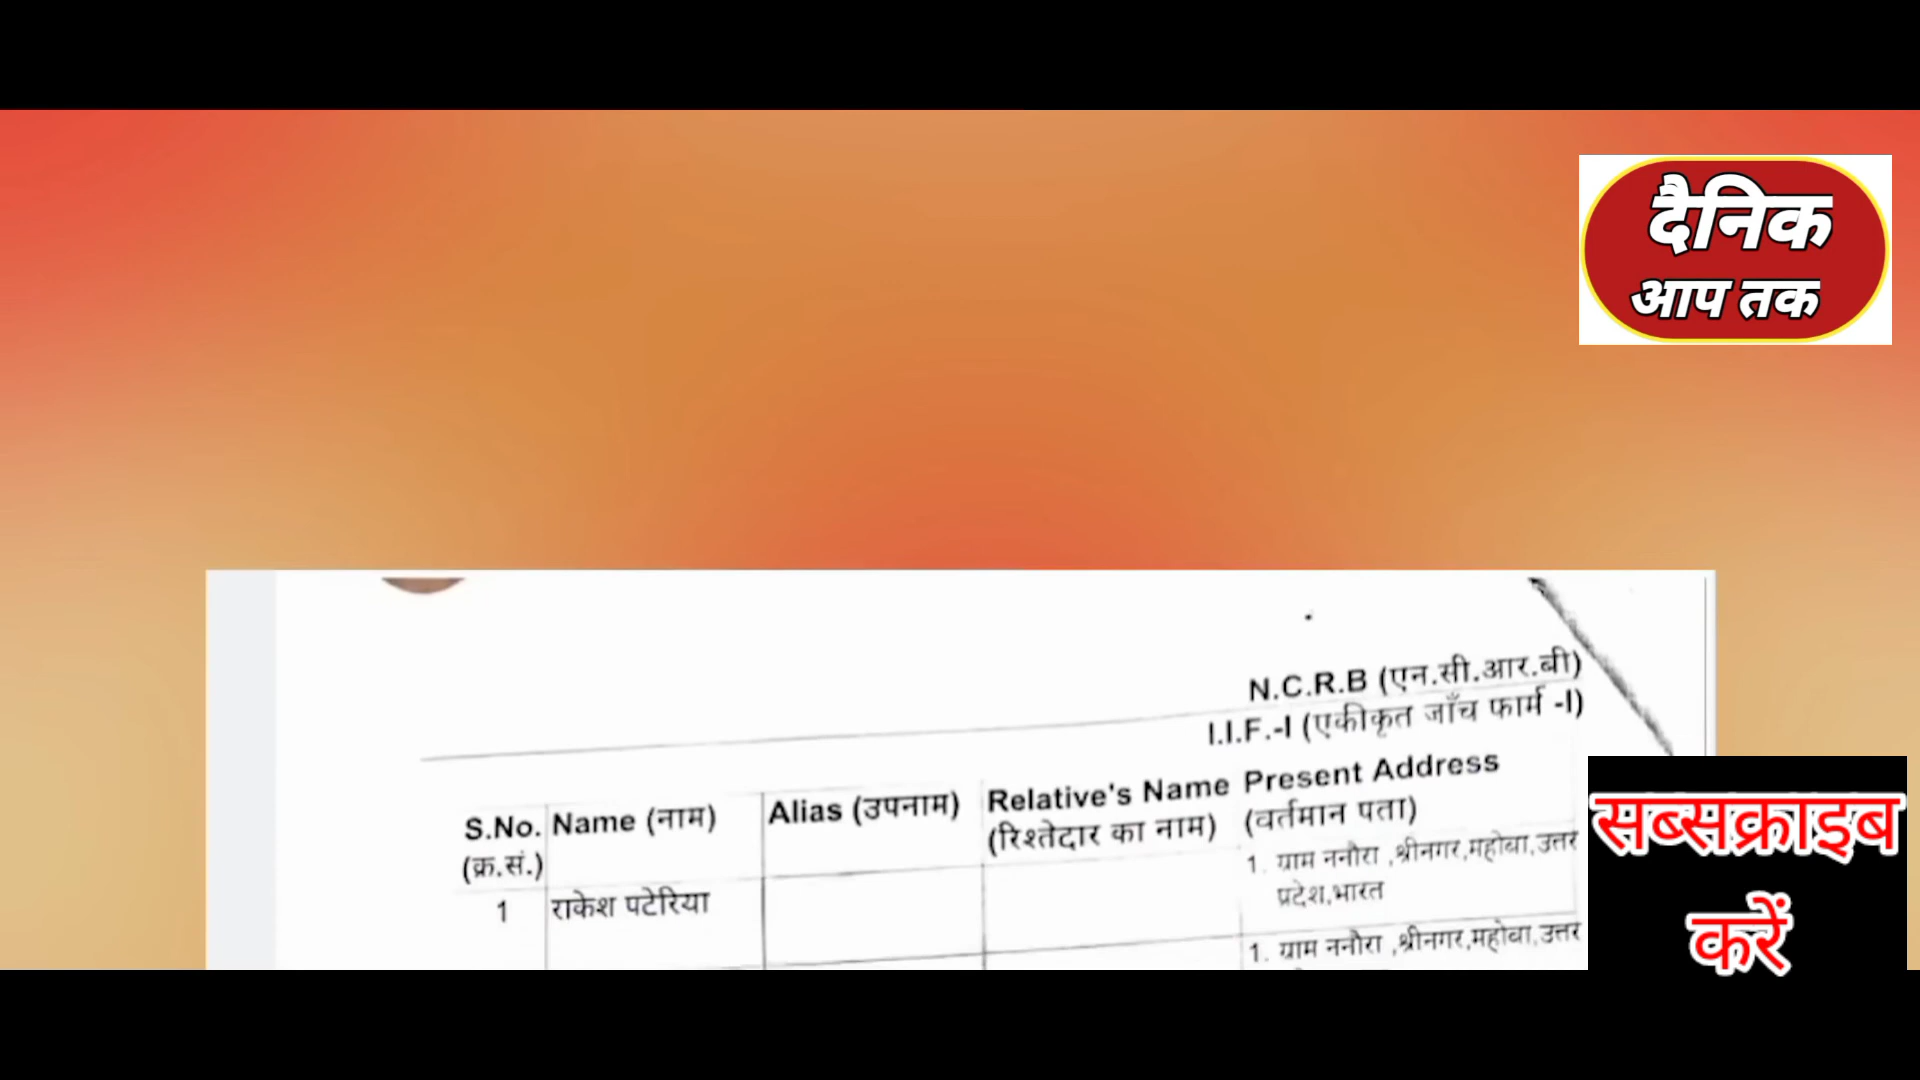 दैनिक
आप तक
N.C.R.B (एन.सी.आर.बी)
I.I.F.-I (एकीकृत जाँच फार्म -I)
S.No. (क्र.सं.)
Name (नाम)
Alias (उपनाम)
Relative's Name (रिश्तेदार का नाम)
Present Address (वर्तमान पता)
1
राकेश पटेरिया
1. ग्राम ननौरा ,श्रीनगर,महोबा,उत्तर
प्रदेश,भारत
1. ग्राम ननौरा ,श्रीनगर,महोबा,उत्तर
सब्सक्राइब
करें